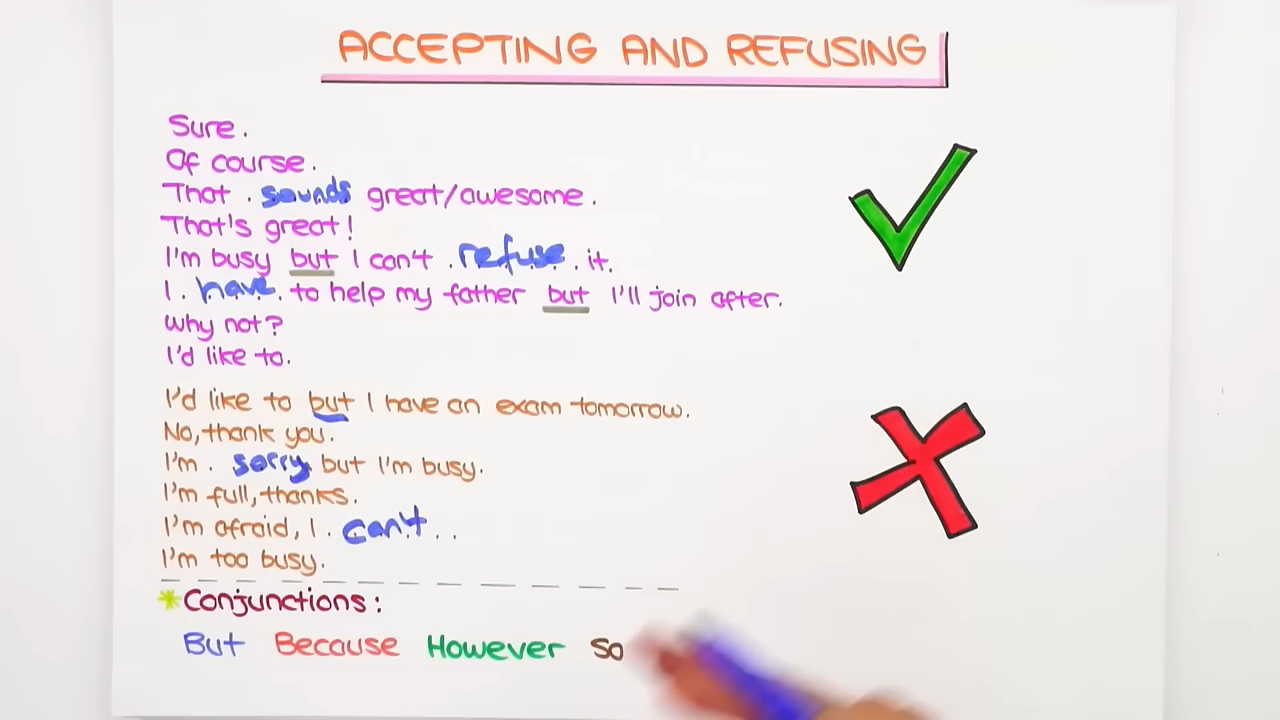 ACCEPTING AND REFUSING
Sure.
Of course.
That . sounds great/awesome.
That's great!
I'm busy but I can't . refuse . it.
I . have . to help my father but I'll join after.
Why not?
I'd like to.
I'd like to but I have an exam tomorrow.
No, thank you.
I'm . sorry but I'm busy.
I'm full, thanks.
I'm afraid, I . can't . .
I'm too busy.
*Conjunctions:
But Because However So